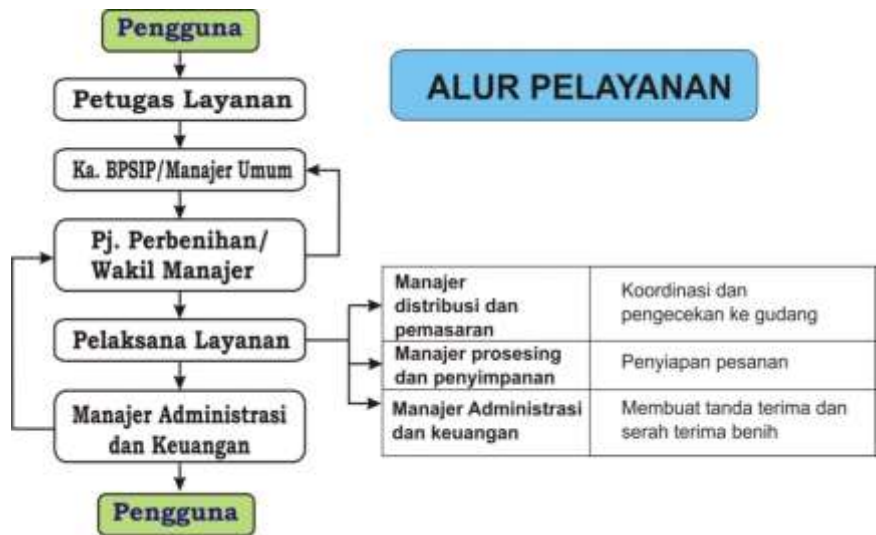 Pengguna
ALUR PELAYANAN
Petugas Layanan
Ka. BPSIP/Manajer Umum
Pj. Perbenihan/
Wakil Manajer
Pelaksana Layanan
Manajer Administrasi
dan Keuangan
Pengguna
Manajer
distribusi dan
pemasaran
Koordinasi dan
pengecekan ke gudang
Manajer prosesing
dan penyimpanan
Penyiapan pesanan
Manajer Administrasi
dan keuangan
Membuat tanda terima dan
serah terima benih